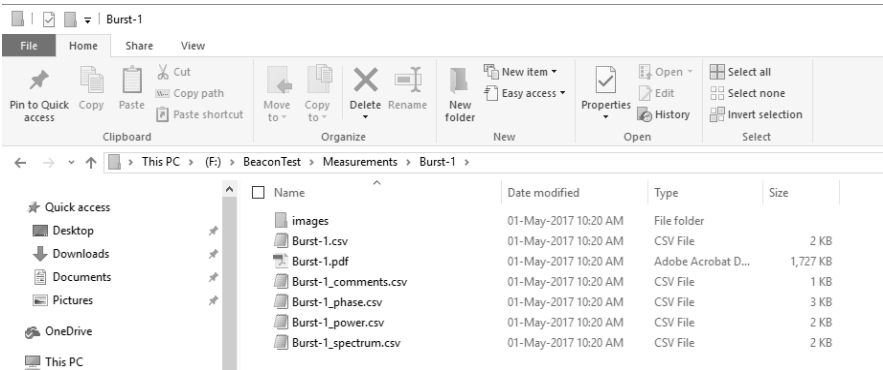 Burst-1
File Home Share View
Pin to Quick access Copy Paste Cut Copy path Paste shortcut Move to Copy to Delete Rename New folder New item Easy access Properties Open Edit History Select all Select none Invert selection
Clipboard Organize New Open Select
This PC > (F:) > BeaconTest > Measurements > Burst-1 >
Quick access
Desktop
Downloads
Documents
Pictures
OneDrive
This PC
Name Date modified Type Size
images 01-May-2017 10:20 AM File folder
Burst-1.csv 01-May-2017 10:20 AM CSV File 2 KB
Burst-1.pdf 01-May-2017 10:20 AM Adobe Acrobat D... 1,727 KB
Burst-1_comments.csv 01-May-2017 10:20 AM CSV File 1 KB
Burst-1_phase.csv 01-May-2017 10:20 AM CSV File 3 KB
Burst-1_power.csv 01-May-2017 10:20 AM CSV File 2 KB
Burst-1_spectrum.csv 01-May-2017 10:20 AM CSV File 2 KB